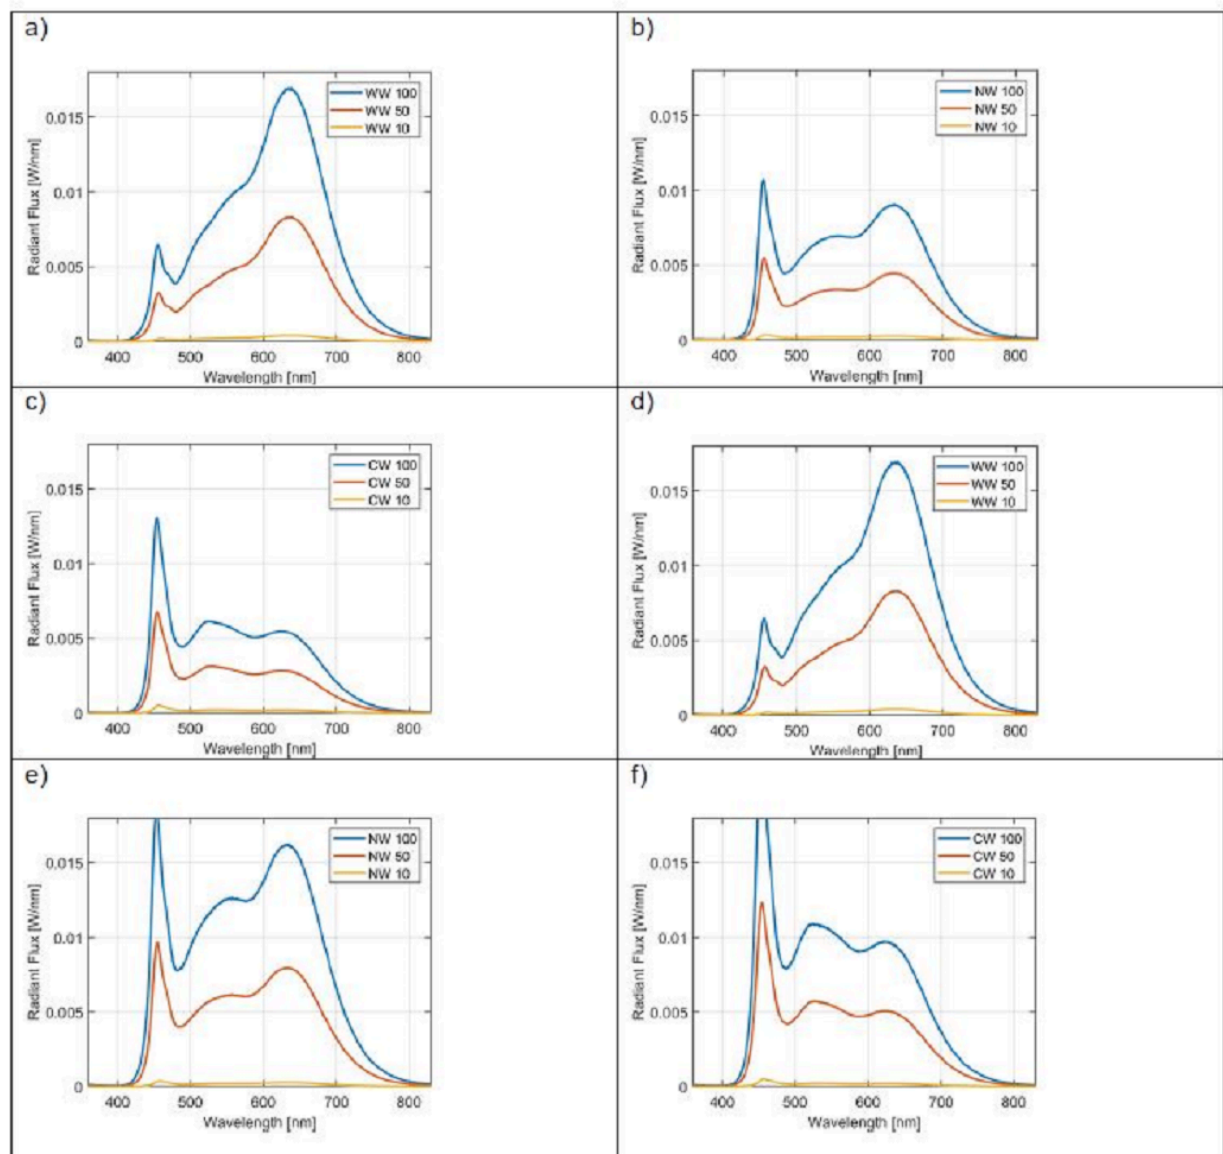 a)
WW 100
WW 50
WW 10
0.015
0.01
0.005
0
Radiant Flux [W/nm]
400 500 600 700 800
Wavelength [nm]
b)
NW 100
NW 50
NW 10
0.015
0.01
0.005
0
Radiant Flux [W/nm]
400 500 600 700 800
Wavelength [nm]
c)
CW 100
CW 50
CW 10
0.015
0.01
0.005
0
Radiant Flux [W/nm]
400 500 600 700 800
Wavelength [nm]
d)
WW 100
WW 50
WW 10
0.015
0.01
0.005
0
Radiant Flux [W/nm]
400 500 600 700 800
Wavelength [nm]
e)
NW 100
NW 50
NW 10
0.015
0.01
0.005
0
Radiant Flux [W/nm]
400 500 600 700 800
Wavelength [nm]
f)
CW 100
CW 50
CW 10
0.015
0.01
0.005
0
Radiant Flux [W/nm]
400 500 600 700 800
Wavelength [nm]